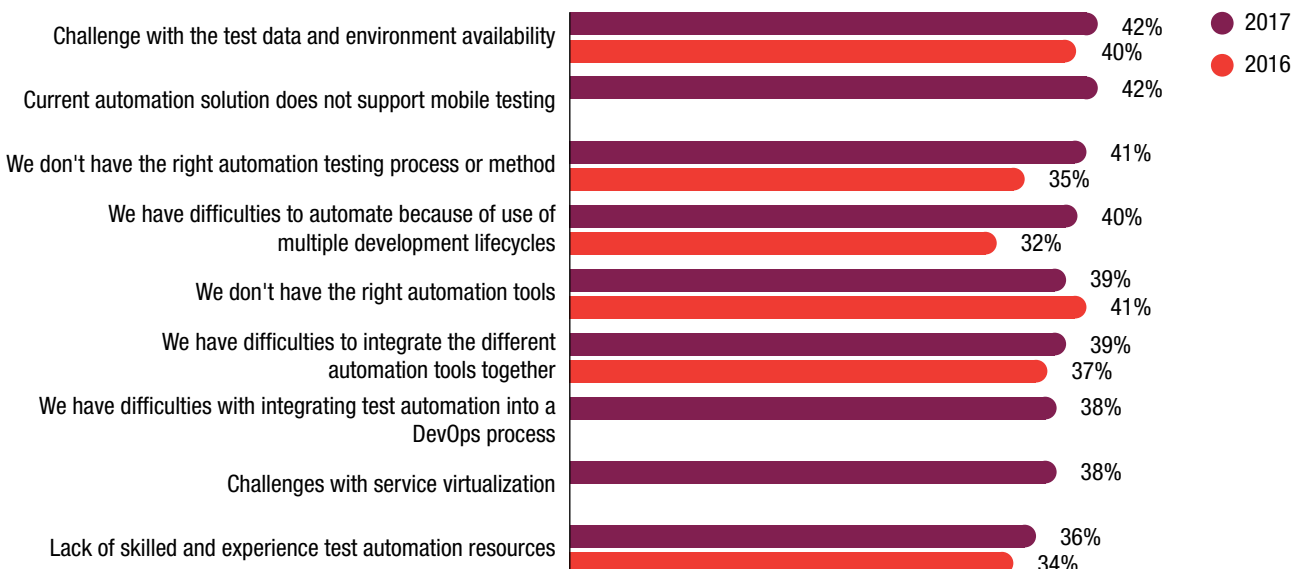 Challenge with the test data and environment availability
42%
40%
2017
2016
Current automation solution does not support mobile testing
42%
We don't have the right automation testing process or method
41%
35%
We have difficulties to automate because of use of
multiple development lifecycles
40%
32%
We don't have the right automation tools
39%
41%
We have difficulties to integrate the different
automation tools together
39%
37%
We have difficulties with integrating test automation into a
DevOps process
38%
Challenges with service virtualization
38%
Lack of skilled and experience test automation resources
36%
34%